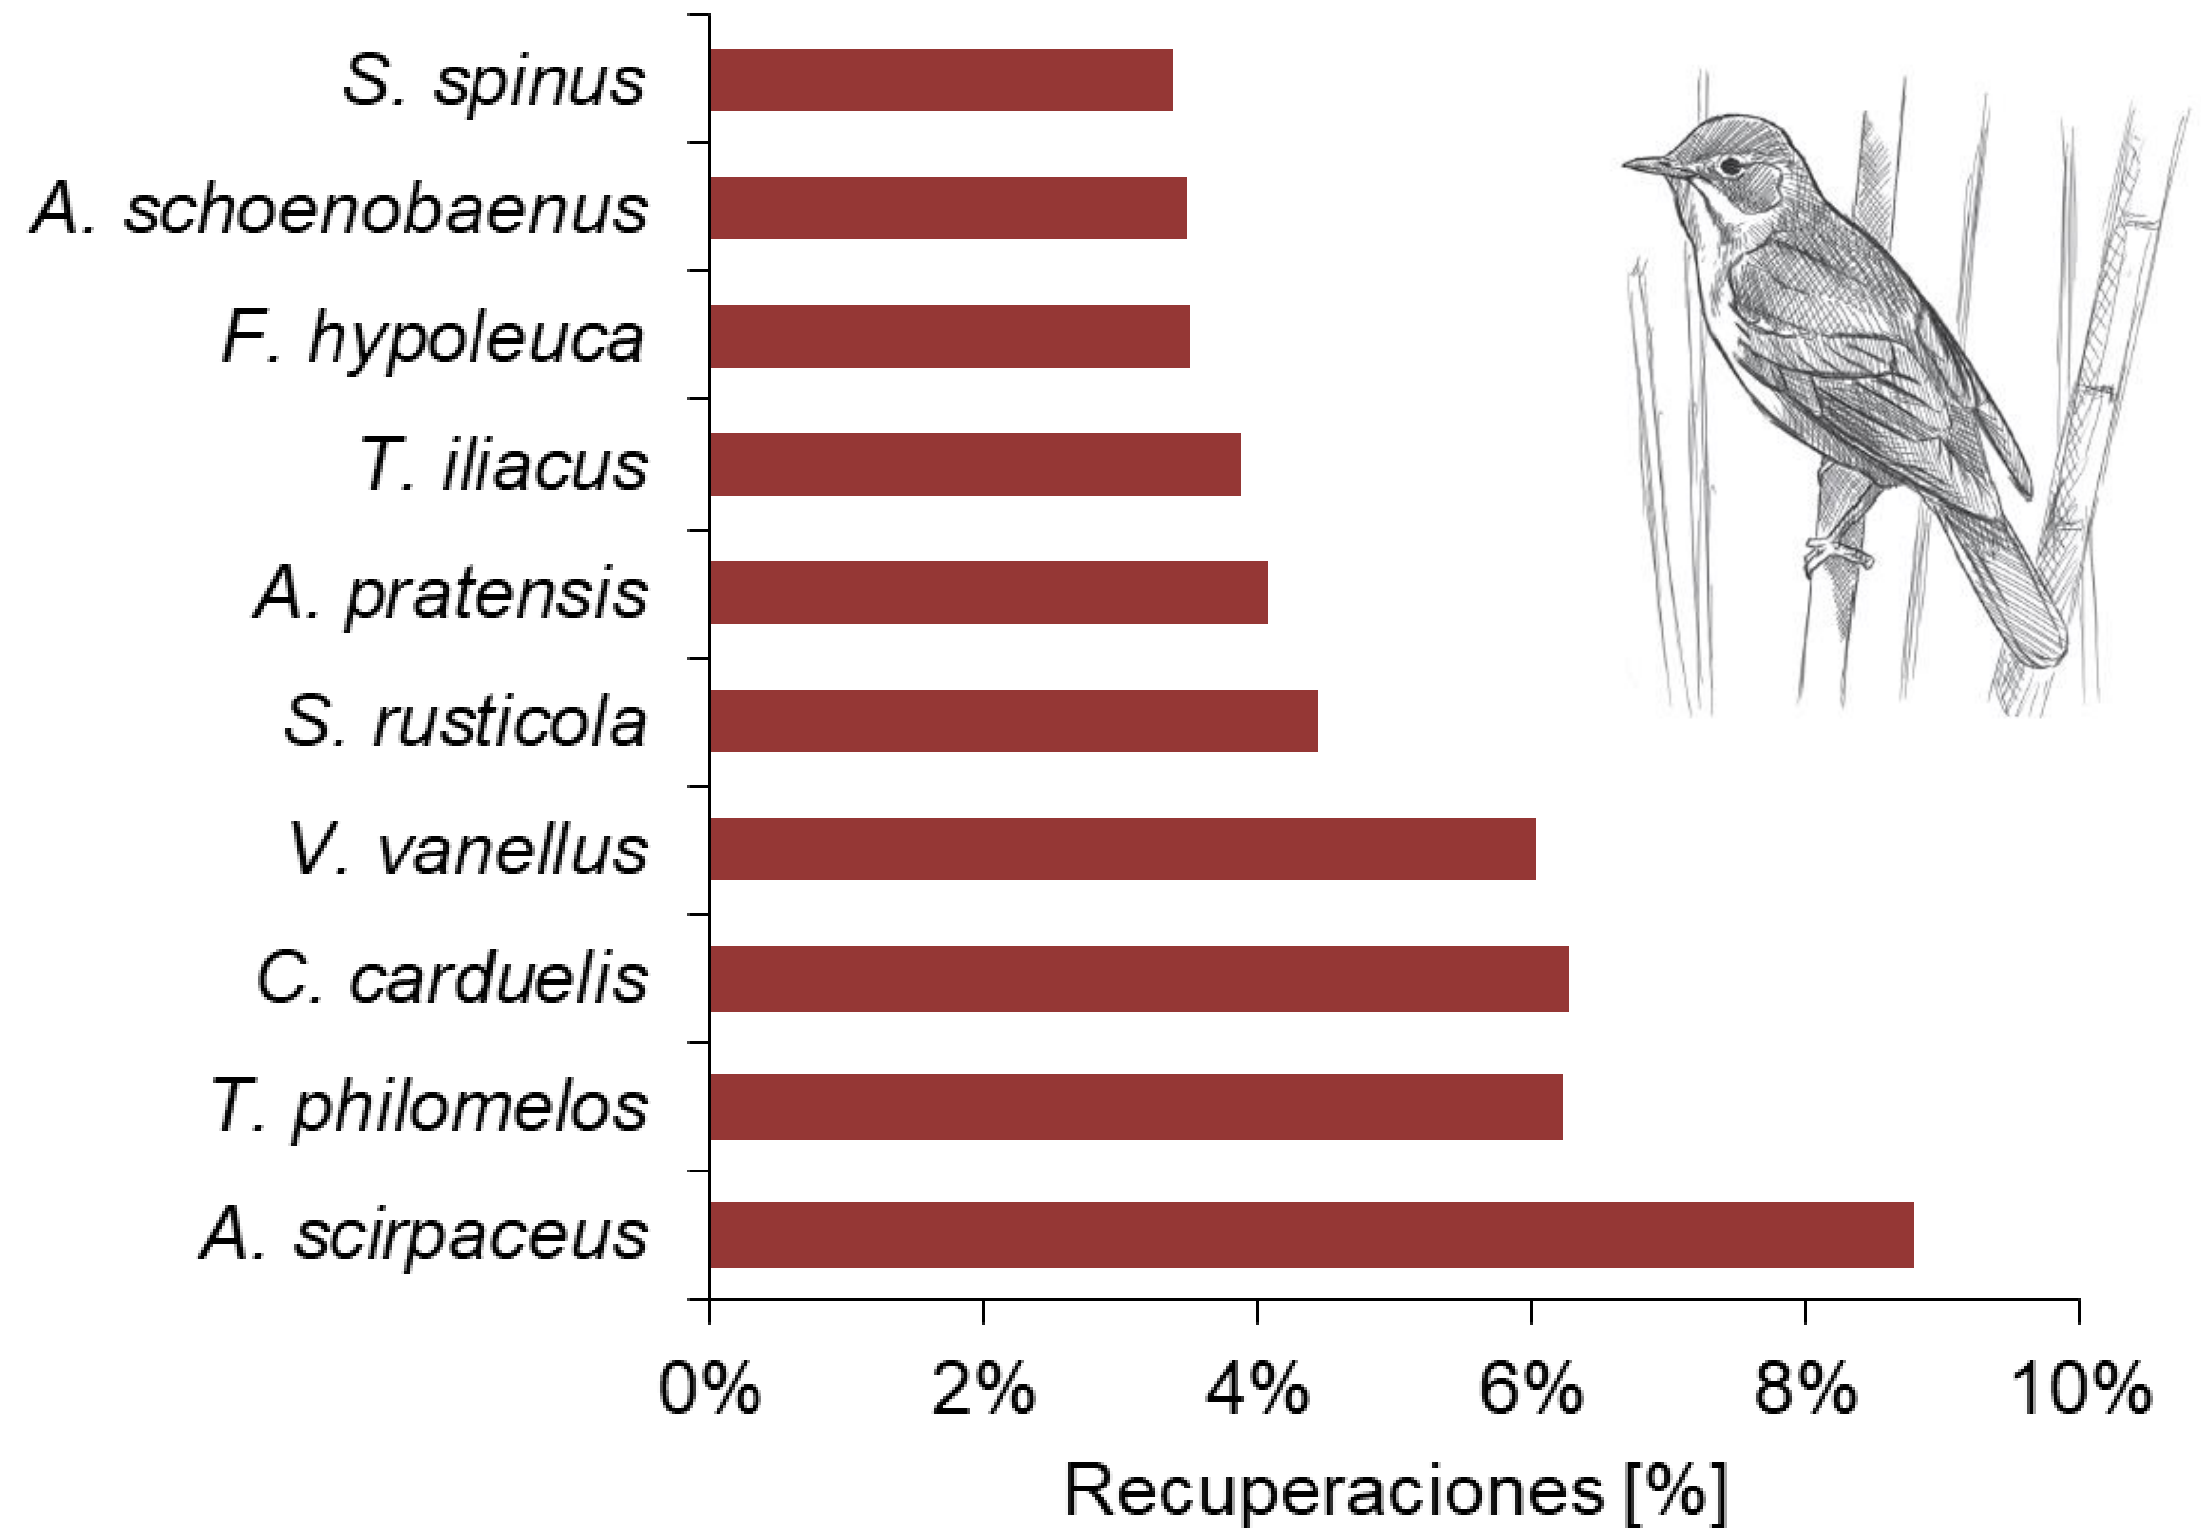 S. spinus
A. schoenobaenus
F. hypoleuca
T. iliacus
A. pratensis
S. rusticola
V. vanellus
C. carduelis
T. philomelos
A. scirpaceus
0% 2% 4% 6% 8% 10%
Recuperaciones [%]